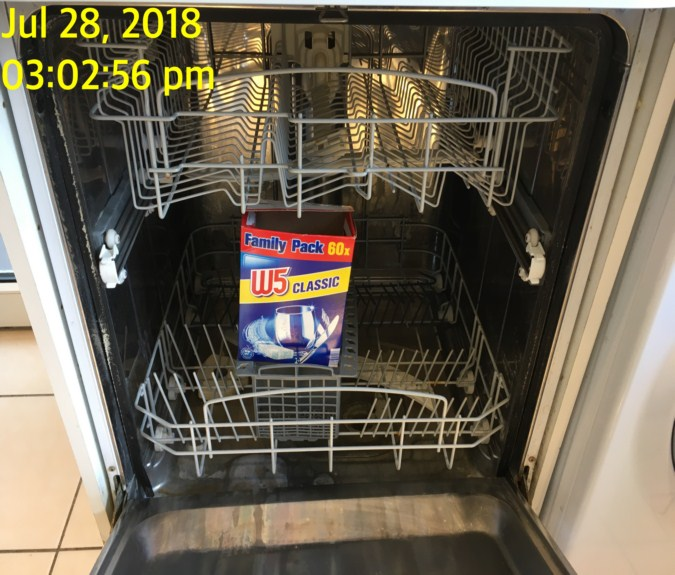 Jul 28, 2018
03:02:56 pm
Family Pack 60x
W5 CLASSIC